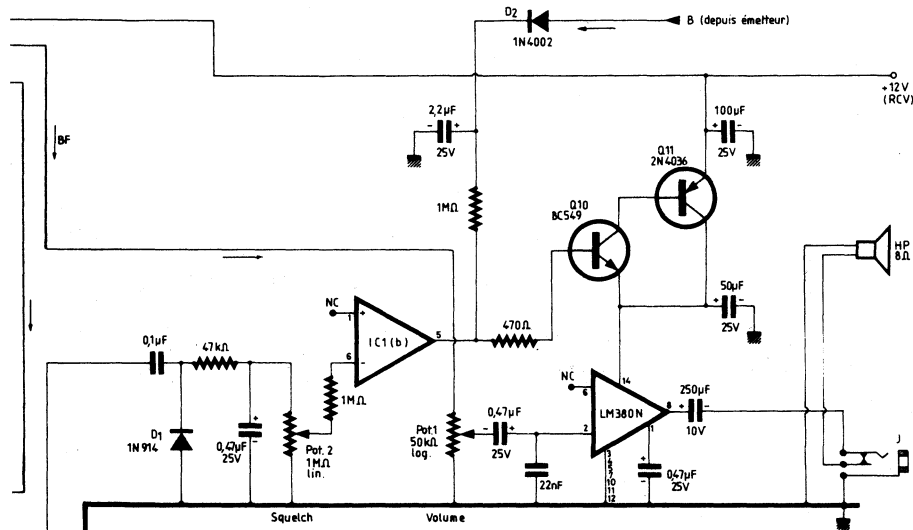 D2
1N4002
B (depuis émetteur)
+12V
(RCV)
BF
2,2µF
- +
25V
100µF
+ -
25V
Q11
2N4036
1MΩ
Q10
BC549
HP
8Ω
50µF
+ -
25V
NC
1
+
IC1(b)
5
470Ω
6
-
0,1µF
47kΩ
1MΩ
NC
6
14
LM380N
8
250µF
+ -
10V
D1
1N914
+
-
0,47µF
25V
Pot.2
1MΩ
lin.
Pot.1
50kΩ
log.
0,47µF
- +
25V
2
1
3
4
5
7
10
11
12
22nF
+
-
0,47µF
25V
J
Squelch
Volume